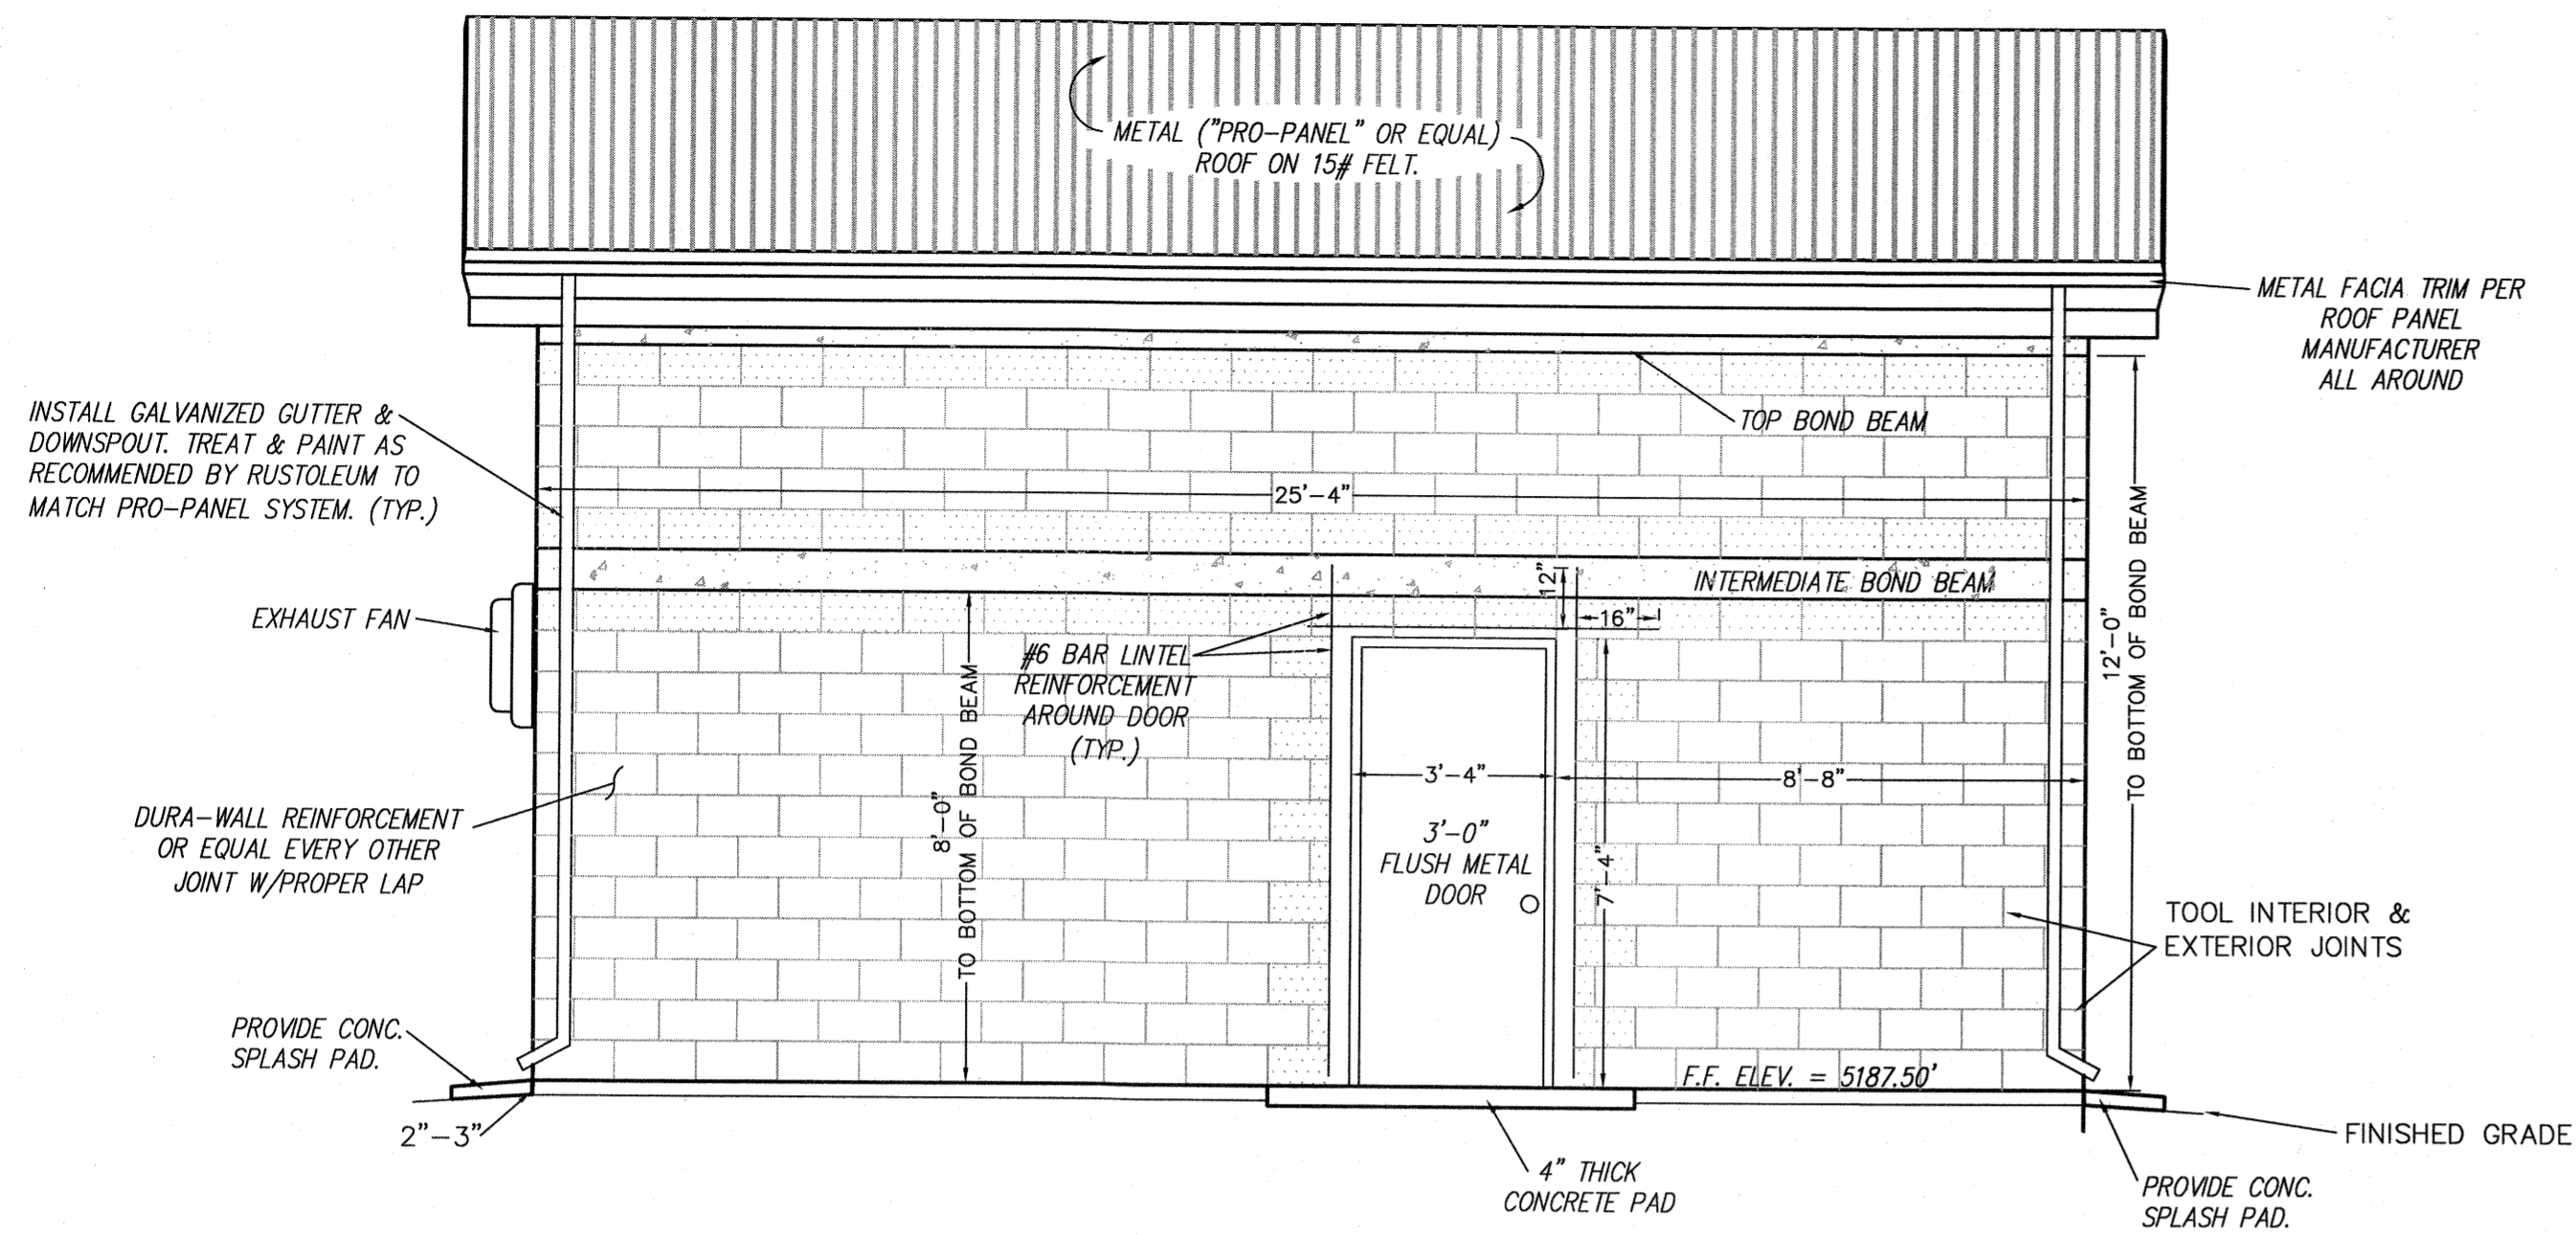 METAL ("PRO-PANEL" OR EQUAL)
ROOF ON 15# FELT.
METAL FACIA TRIM PER
ROOF PANEL
MANUFACTURER
ALL AROUND
INSTALL GALVANIZED GUTTER &
DOWNSPOUT. TREAT & PAINT AS
RECOMMENDED BY RUSTOLEUM TO
MATCH PRO-PANEL SYSTEM. (TYP.)
TOP BOND BEAM
25'-4"
12'-0"
TO BOTTOM OF BOND BEAM
INTERMEDIATE BOND BEAM
12"
16"
EXHAUST FAN
#6 BAR LINTEL
REINFORCEMENT
AROUND DOOR
(TYP.)
8'-0"
TO BOTTOM OF BOND BEAM
3'-4"
8'-8"
3'-0"
FLUSH METAL
DOOR
7'-4"
DURA-WALL REINFORCEMENT
OR EQUAL EVERY OTHER
JOINT W/PROPER LAP
TOOL INTERIOR &
EXTERIOR JOINTS
PROVIDE CONC.
SPLASH PAD.
F.F. ELEV. = 5187.50'
2"-3"
FINISHED GRADE
4" THICK
CONCRETE PAD
PROVIDE CONC.
SPLASH PAD.